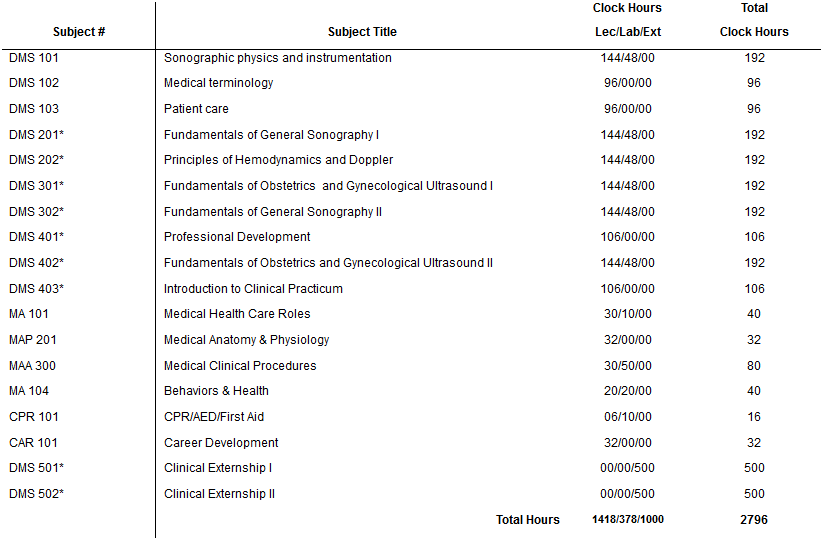 Clock Hours Total
Subject # Subject Title Lec/Lab/Ext Clock Hours
DMS 101 Sonographic physics and instrumentation 144/48/00 192
DMS 102 Medical terminology 96/00/00 96
DMS 103 Patient care 96/00/00 96
DMS 201* Fundamentals of General Sonography I 144/48/00 192
DMS 202* Principles of Hemodynamics and Doppler 144/48/00 192
DMS 301* Fundamentals of Obstetrics and Gynecological Ultrasound I 144/48/00 192
DMS 302* Fundamentals of General Sonography II 144/48/00 192
DMS 401* Professional Development 106/00/00 106
DMS 402* Fundamentals of Obstetrics and Gynecological Ultrasound II 144/48/00 192
DMS 403* Introduction to Clinical Practicum 106/00/00 106
MA 101 Medical Health Care Roles 30/10/00 40
MAP 201 Medical Anatomy & Physiology 32/00/00 32
MAA 300 Medical Clinical Procedures 30/50/00 80
MA 104 Behaviors & Health 20/20/00 40
CPR 101 CPR/AED/First Aid 06/10/00 16
CAR 101 Career Development 32/00/00 32
DMS 501* Clinical Externship I 00/00/500 500
DMS 502* Clinical Externship II 00/00/500 500
Total Hours 1418/378/1000 2796